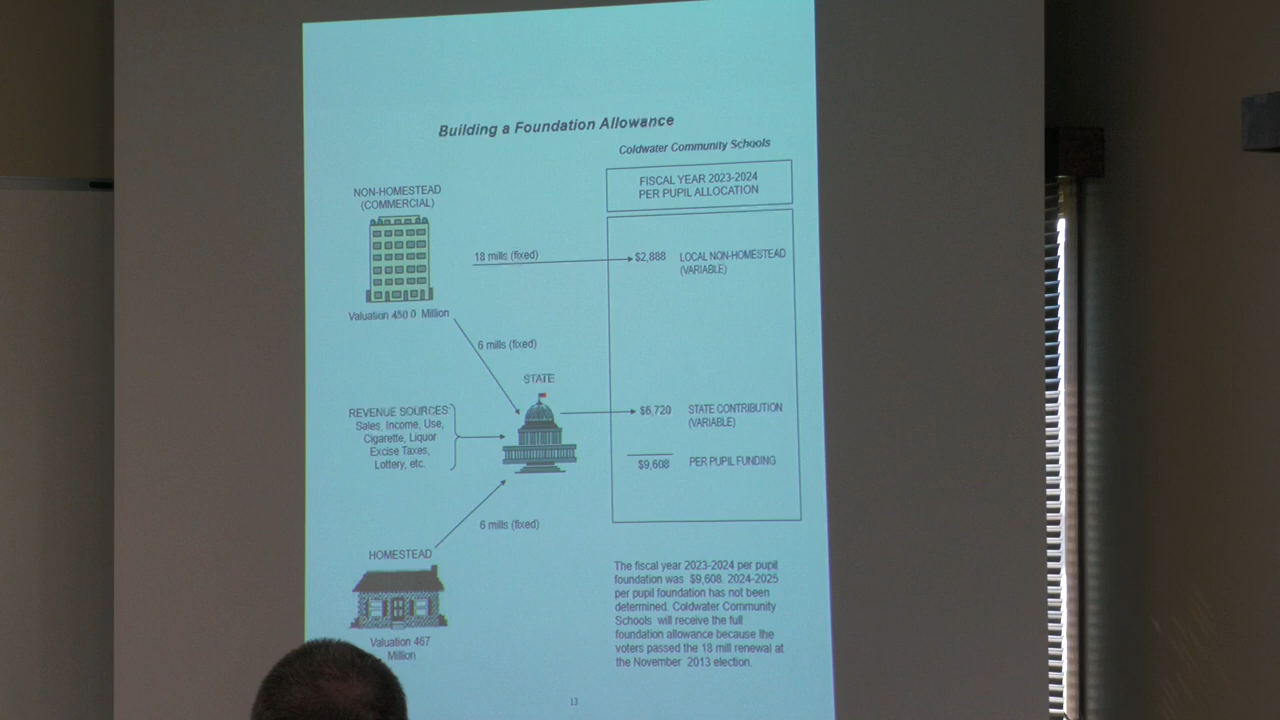 Building a Foundation Allowance
Coldwater Community Schools
FISCAL YEAR 2023-2024
PER PUPIL ALLOCATION
NON-HOMESTEAD
(COMMERCIAL)
18 mills (fixed)
$2,888 LOCAL NON-HOMESTEAD
(VARIABLE)
Valuation 450.0 Million
6 mills (fixed)
STATE
REVENUE SOURCES
Sales, Income, Use,
Cigarette, Liquor
Excise Taxes,
Lottery, etc.
$6,720 STATE CONTRIBUTION
(VARIABLE)
$9,608 PER PUPIL FUNDING
6 mills (fixed)
HOMESTEAD
Valuation 467
Million
The fiscal year 2023-2024 per pupil
foundation was $9,608. 2024-2025
per pupil foundation has not been
determined. Coldwater Community
Schools will receive the full
foundation allowance because the
voters passed the 18 mill renewal at
the November 2013 election.
13